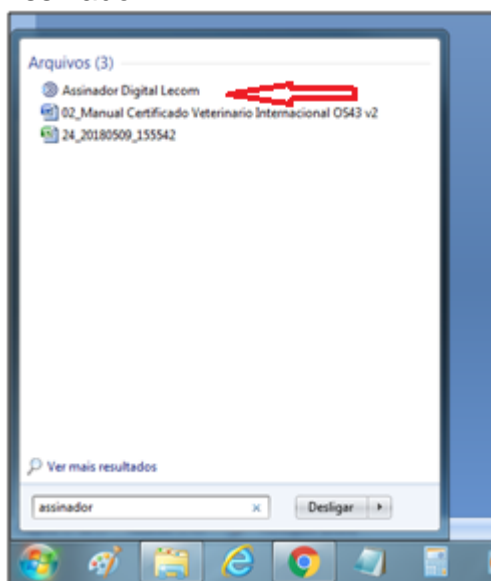 Arquivos (3)
Assinador Digital Lecom
02_Manual Certificado Veterinario Internacional OS43 v2
24_20180509_155542
Ver mais resultados
assinador
Desligar